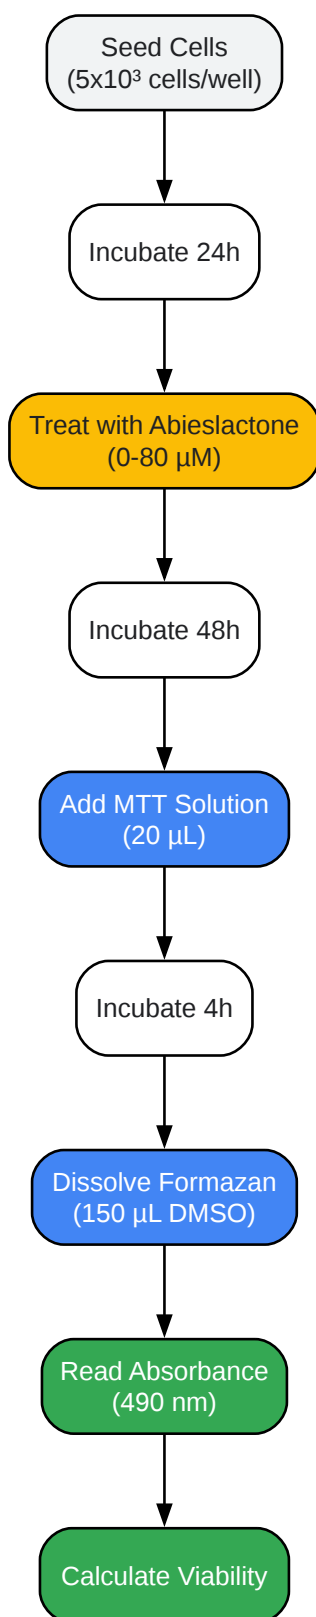 Seed Cells
(5x10³ cells/well)
Incubate 24h
Treat with Abieslactone
(0-80 µM)
Incubate 48h
Add MTT Solution
(20 µL)
Incubate 4h
Dissolve Formazan
(150 µL DMSO)
Read Absorbance
(490 nm)
Calculate Viability